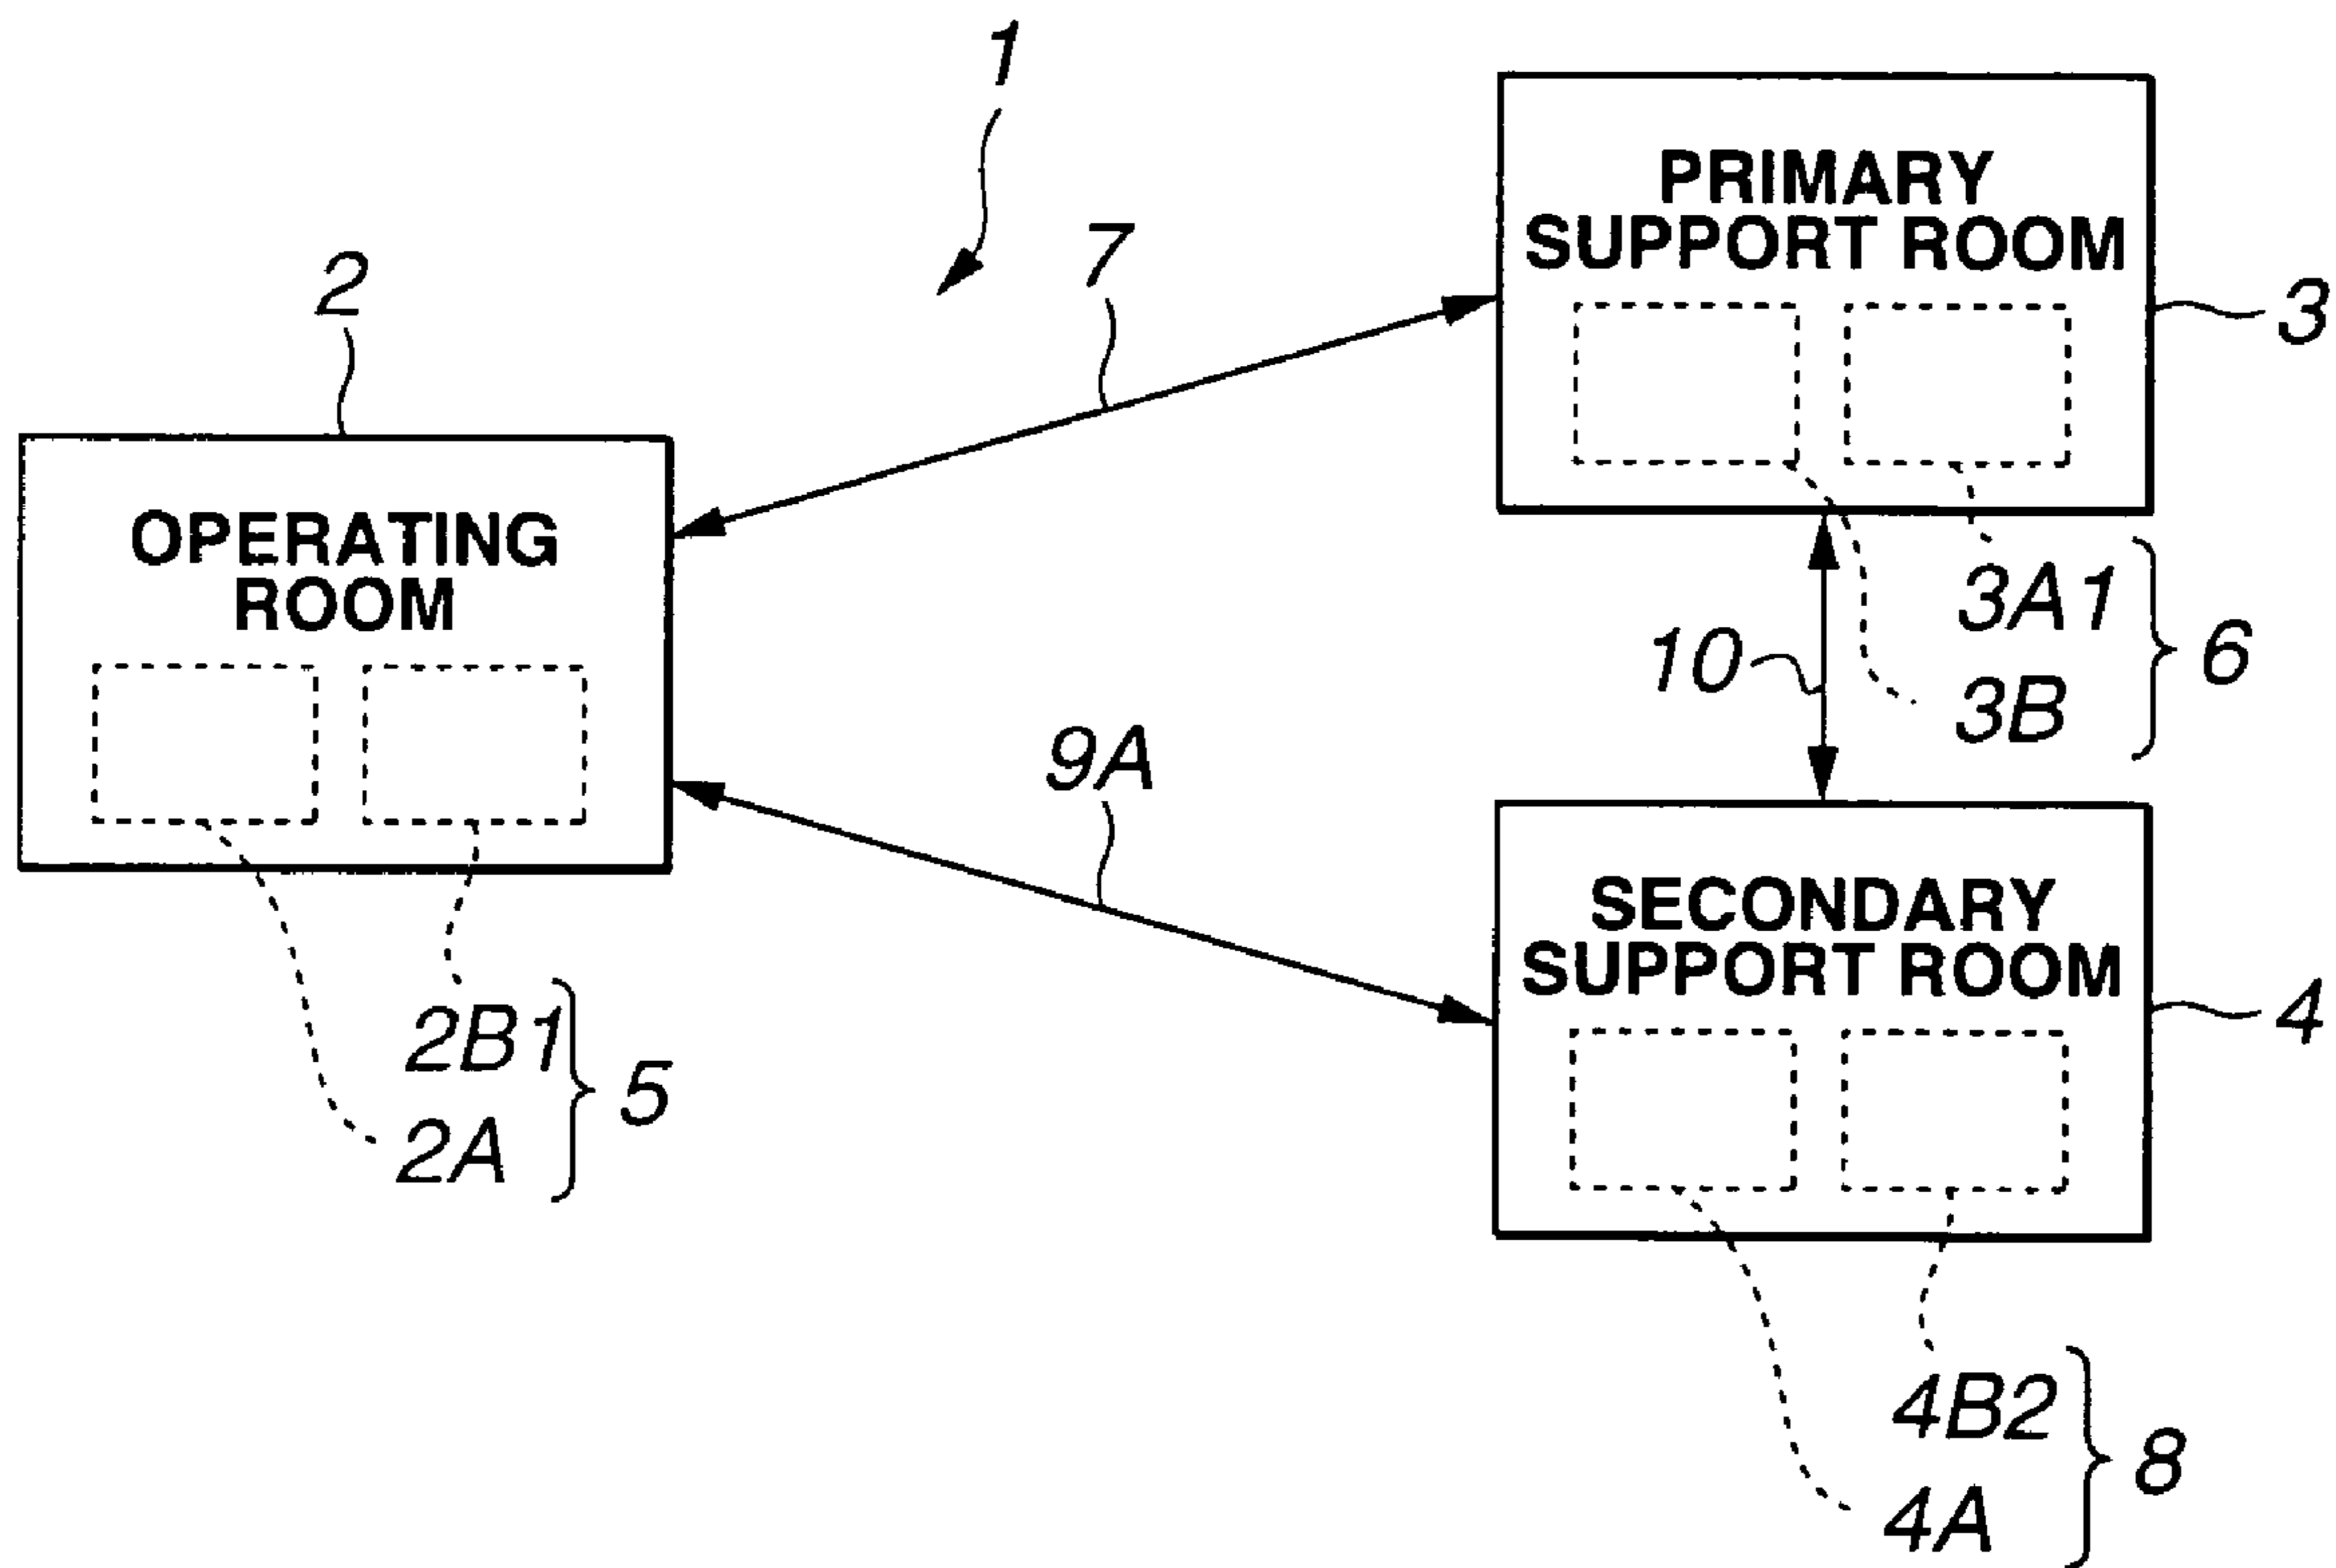 1
7
2
PRIMARY
SUPPORT ROOM
3
OPERATING
ROOM
3A1
3B
6
10
9A
SECONDARY
SUPPORT ROOM
4
2B1
2A
5
4B2
4A
8